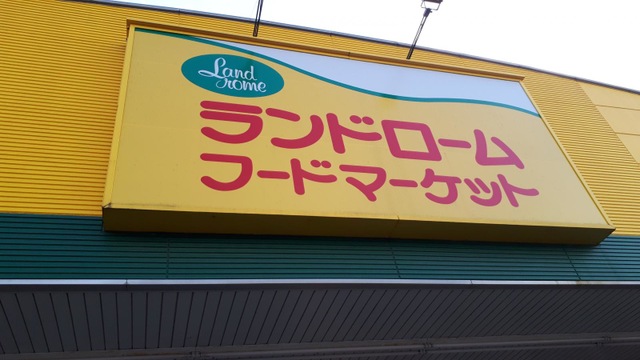 Land
rome
ランドローム
フードマーケット